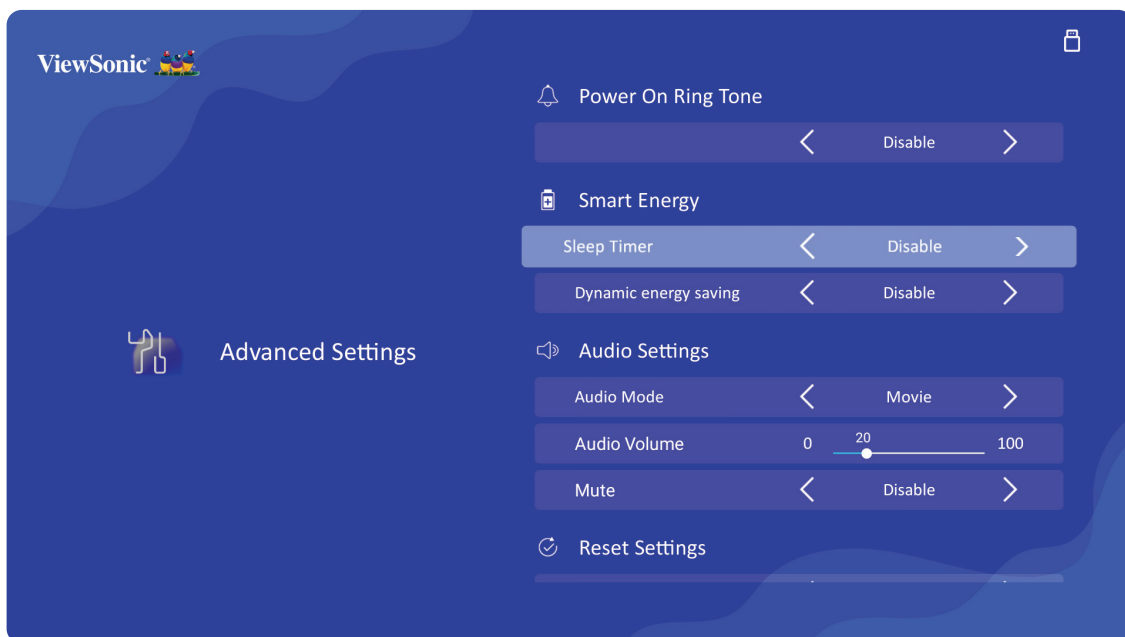 ViewSonic
Power On Ring Tone
Disable
Smart Energy
Sleep Timer Disable
Dynamic energy saving Disable
Advanced Settings
Audio Settings
Audio Mode Movie
Audio Volume 0 20 100
Mute Disable
Reset Settings